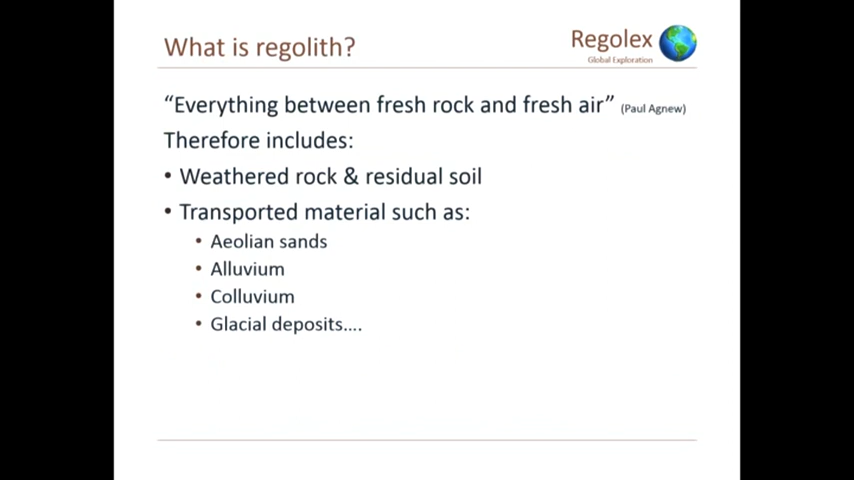 What is regolith?
Regolex
Global Exploration
“Everything between fresh rock and fresh air” (Paul Agnew)
Therefore includes:
• Weathered rock & residual soil
• Transported material such as:
• Aeolian sands
• Alluvium
• Colluvium
• Glacial deposits....